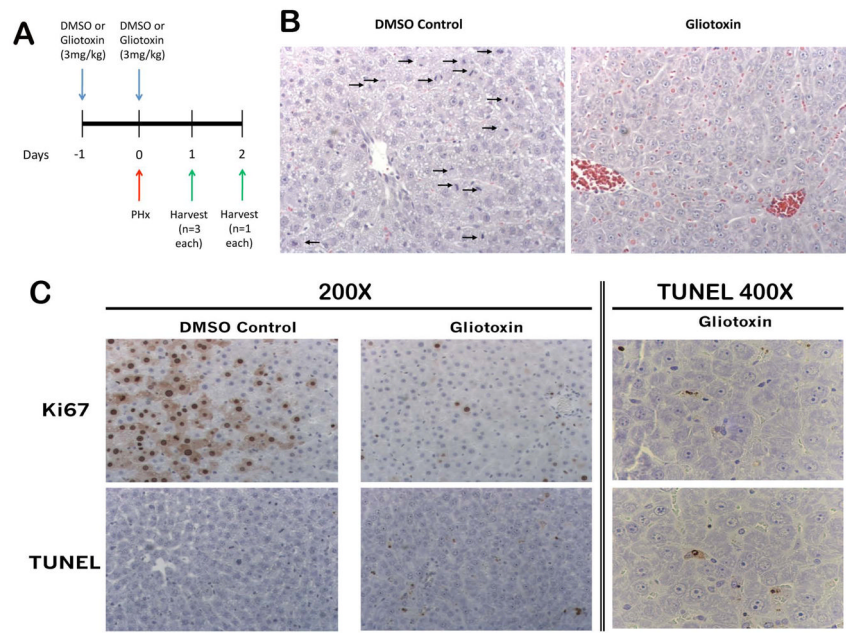 A
DMSO or
Gliotoxin
(3mg/kg)
DMSO or
Gliotoxin
(3mg/kg)
Days
-1
0
1
2
PHx
Harvest
(n=3
each)
Harvest
(n=1
each)
B
DMSO Control
Gliotoxin
C
200X
TUNEL 400X
DMSO Control
Gliotoxin
Gliotoxin
Ki67
TUNEL